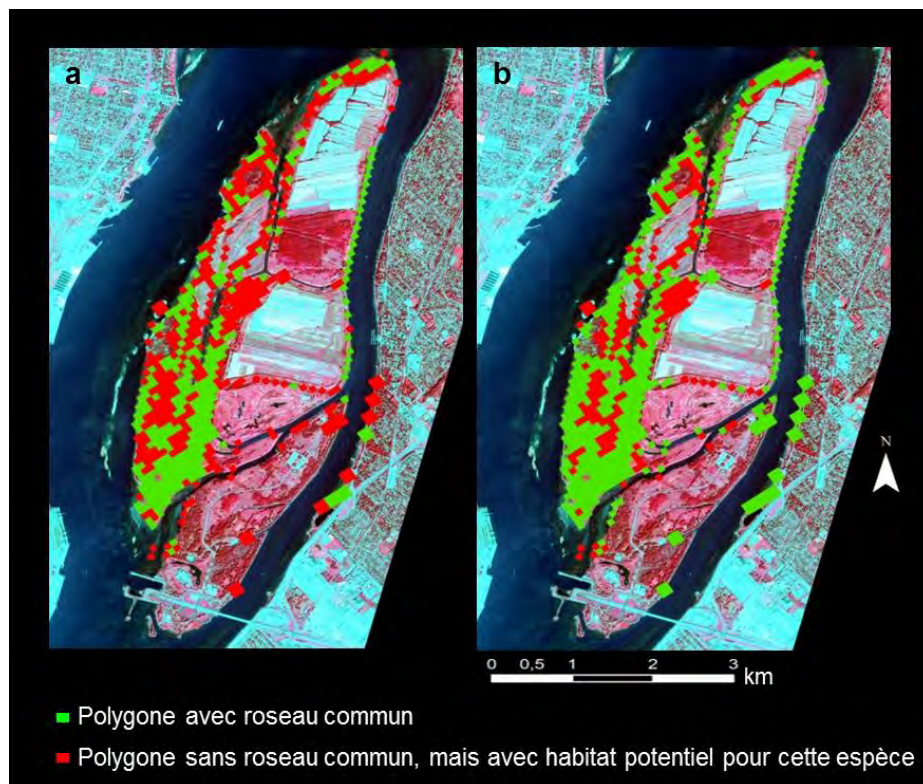 a
b
N
0 0,5 1 2 3
km
Polygone avec roseau commun
Polygone sans roseau commun, mais avec habitat potentiel pour cette espèce